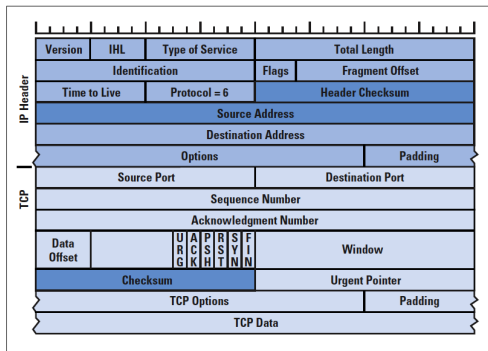 IP Header
Version IHL Type of Service Total Length
Identification Flags Fragment Offset
Time to Live Protocol = 6 Header Checksum
Source Address
Destination Address
Options Padding
TCP
Source Port Destination Port
Sequence Number
Acknowledgment Number
Data Offset URG ACK PSH RST SYN FIN Window
Checksum Urgent Pointer
TCP Options Padding
TCP Data